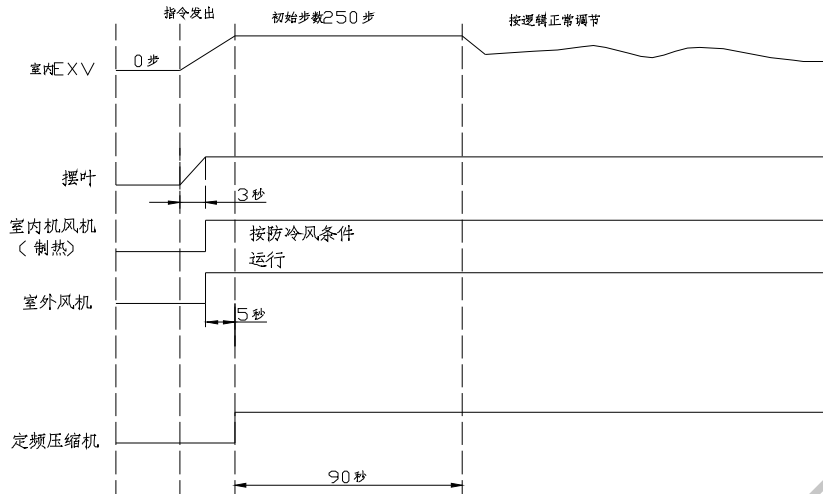 指令发出
初始步数250步
按逻辑正常调节
室内EXV
0步
摆叶
3秒
室内机风机
（制热）
按防冷风条件
运行
室外风机
5秒
定频压缩机
90秒